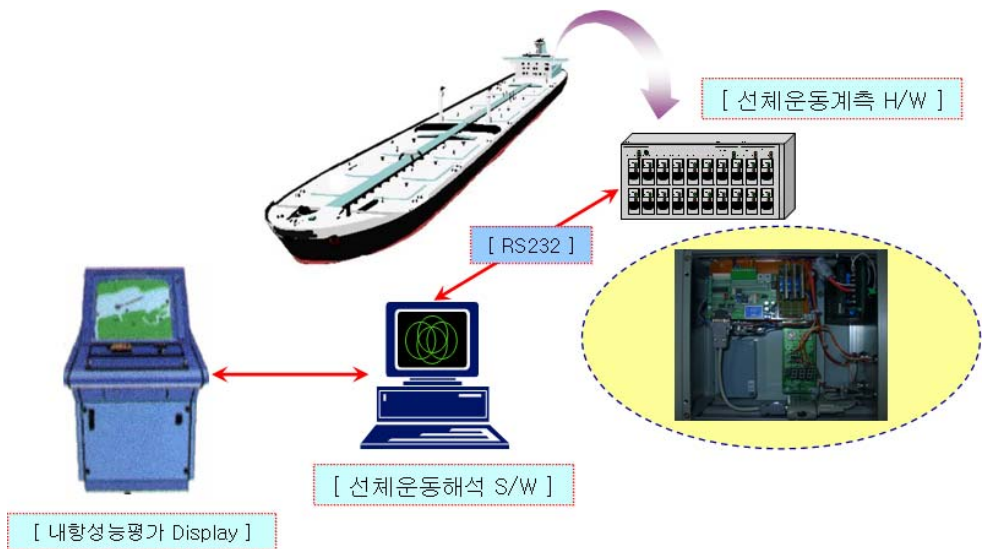 [ 선체운동계측 H/W ]
[ RS232 ]
[ 선체운동해석 S/W ]
[ 내항성능평가 Display ]